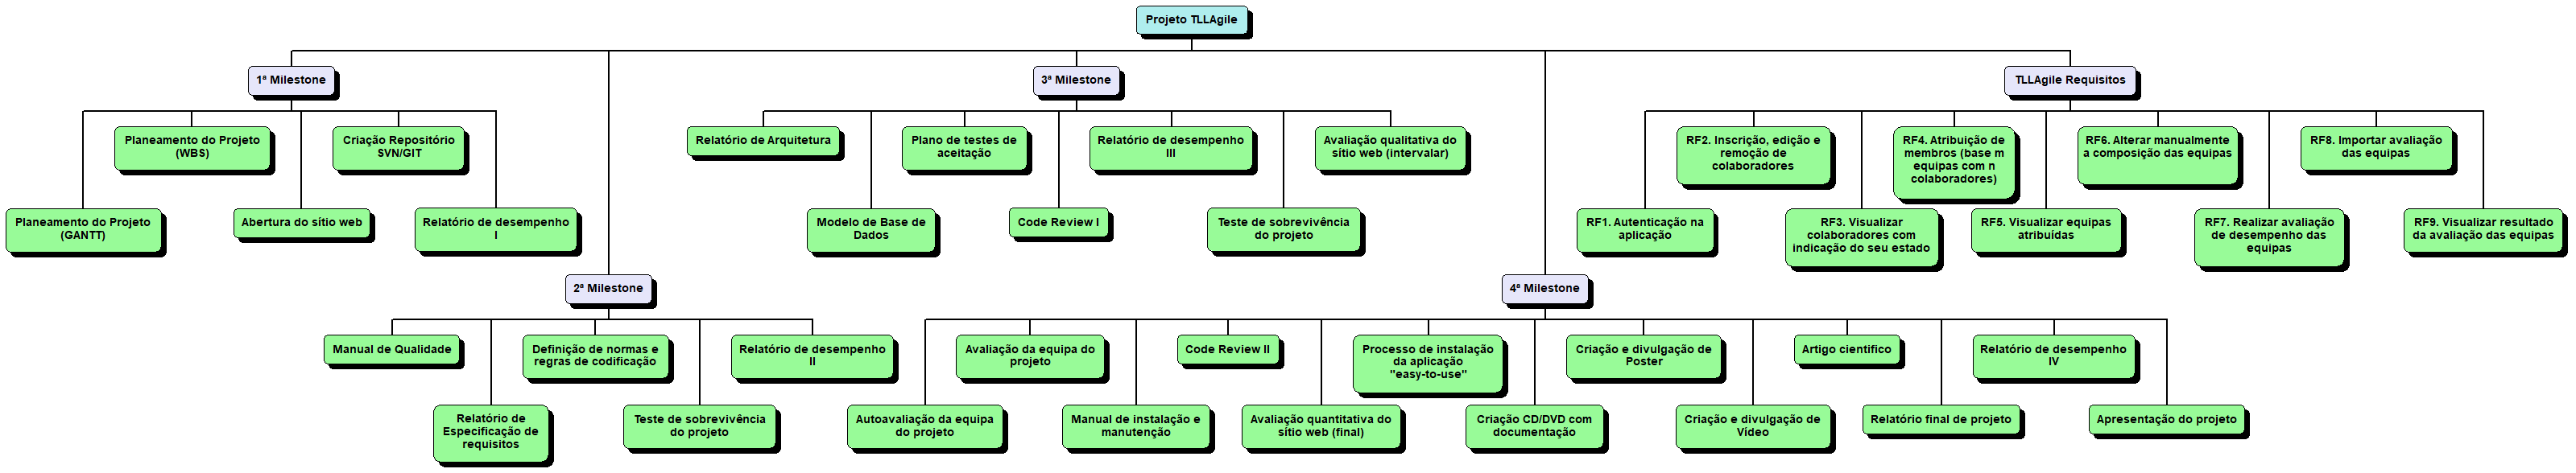 Projeto TLLAgile
1ª Milestone
Planeamento do Projeto
(GANTT)
Planeamento do Projeto
(WBS)
Abertura do sítio web
Criação Repositório
SVN/GIT
Relatório de desempenho
I
2ª Milestone
Manual de Qualidade
Relatório de
Especificação de
requisitos
Definição de normas e
regras de codificação
Teste de sobrevivência
do projeto
Relatório de desempenho
II
3ª Milestone
Relatório de Arquitetura
Modelo de Base de
Dados
Plano de testes de
aceitação
Code Review I
Relatório de desempenho
III
Teste de sobrevivência
do projeto
Avaliação qualitativa do
sítio web (intervalar)
4ª Milestone
Autoavaliação da equipa
do projeto
Avaliação da equipa do
projeto
Manual de instalação e
manutenção
Code Review II
Avaliação quantitativa do
sítio web (final)
Processo de instalação
da aplicação
"easy-to-use"
Criação CD/DVD com
documentação
Criação e divulgação de
Poster
Criação e divulgação de
Vídeo
Artigo científico
Relatório final de projeto
Relatório de desempenho
IV
Apresentação do projeto
TLLAgile Requisitos
RF1. Autenticação na
aplicação
RF2. Inscrição, edição e
remoção de
colaboradores
RF3. Visualizar
colaboradores com
indicação do seu estado
RF4. Atribuição de
membros (base m
equipas com n
colaboradores)
RF5. Visualizar equipas
atribuídas
RF6. Alterar manualmente
a composição das equipas
RF7. Realizar avaliação
de desempenho das
equipas
RF8. Importar avaliação
das equipas
RF9. Visualizar resultado
da avaliação das equipas